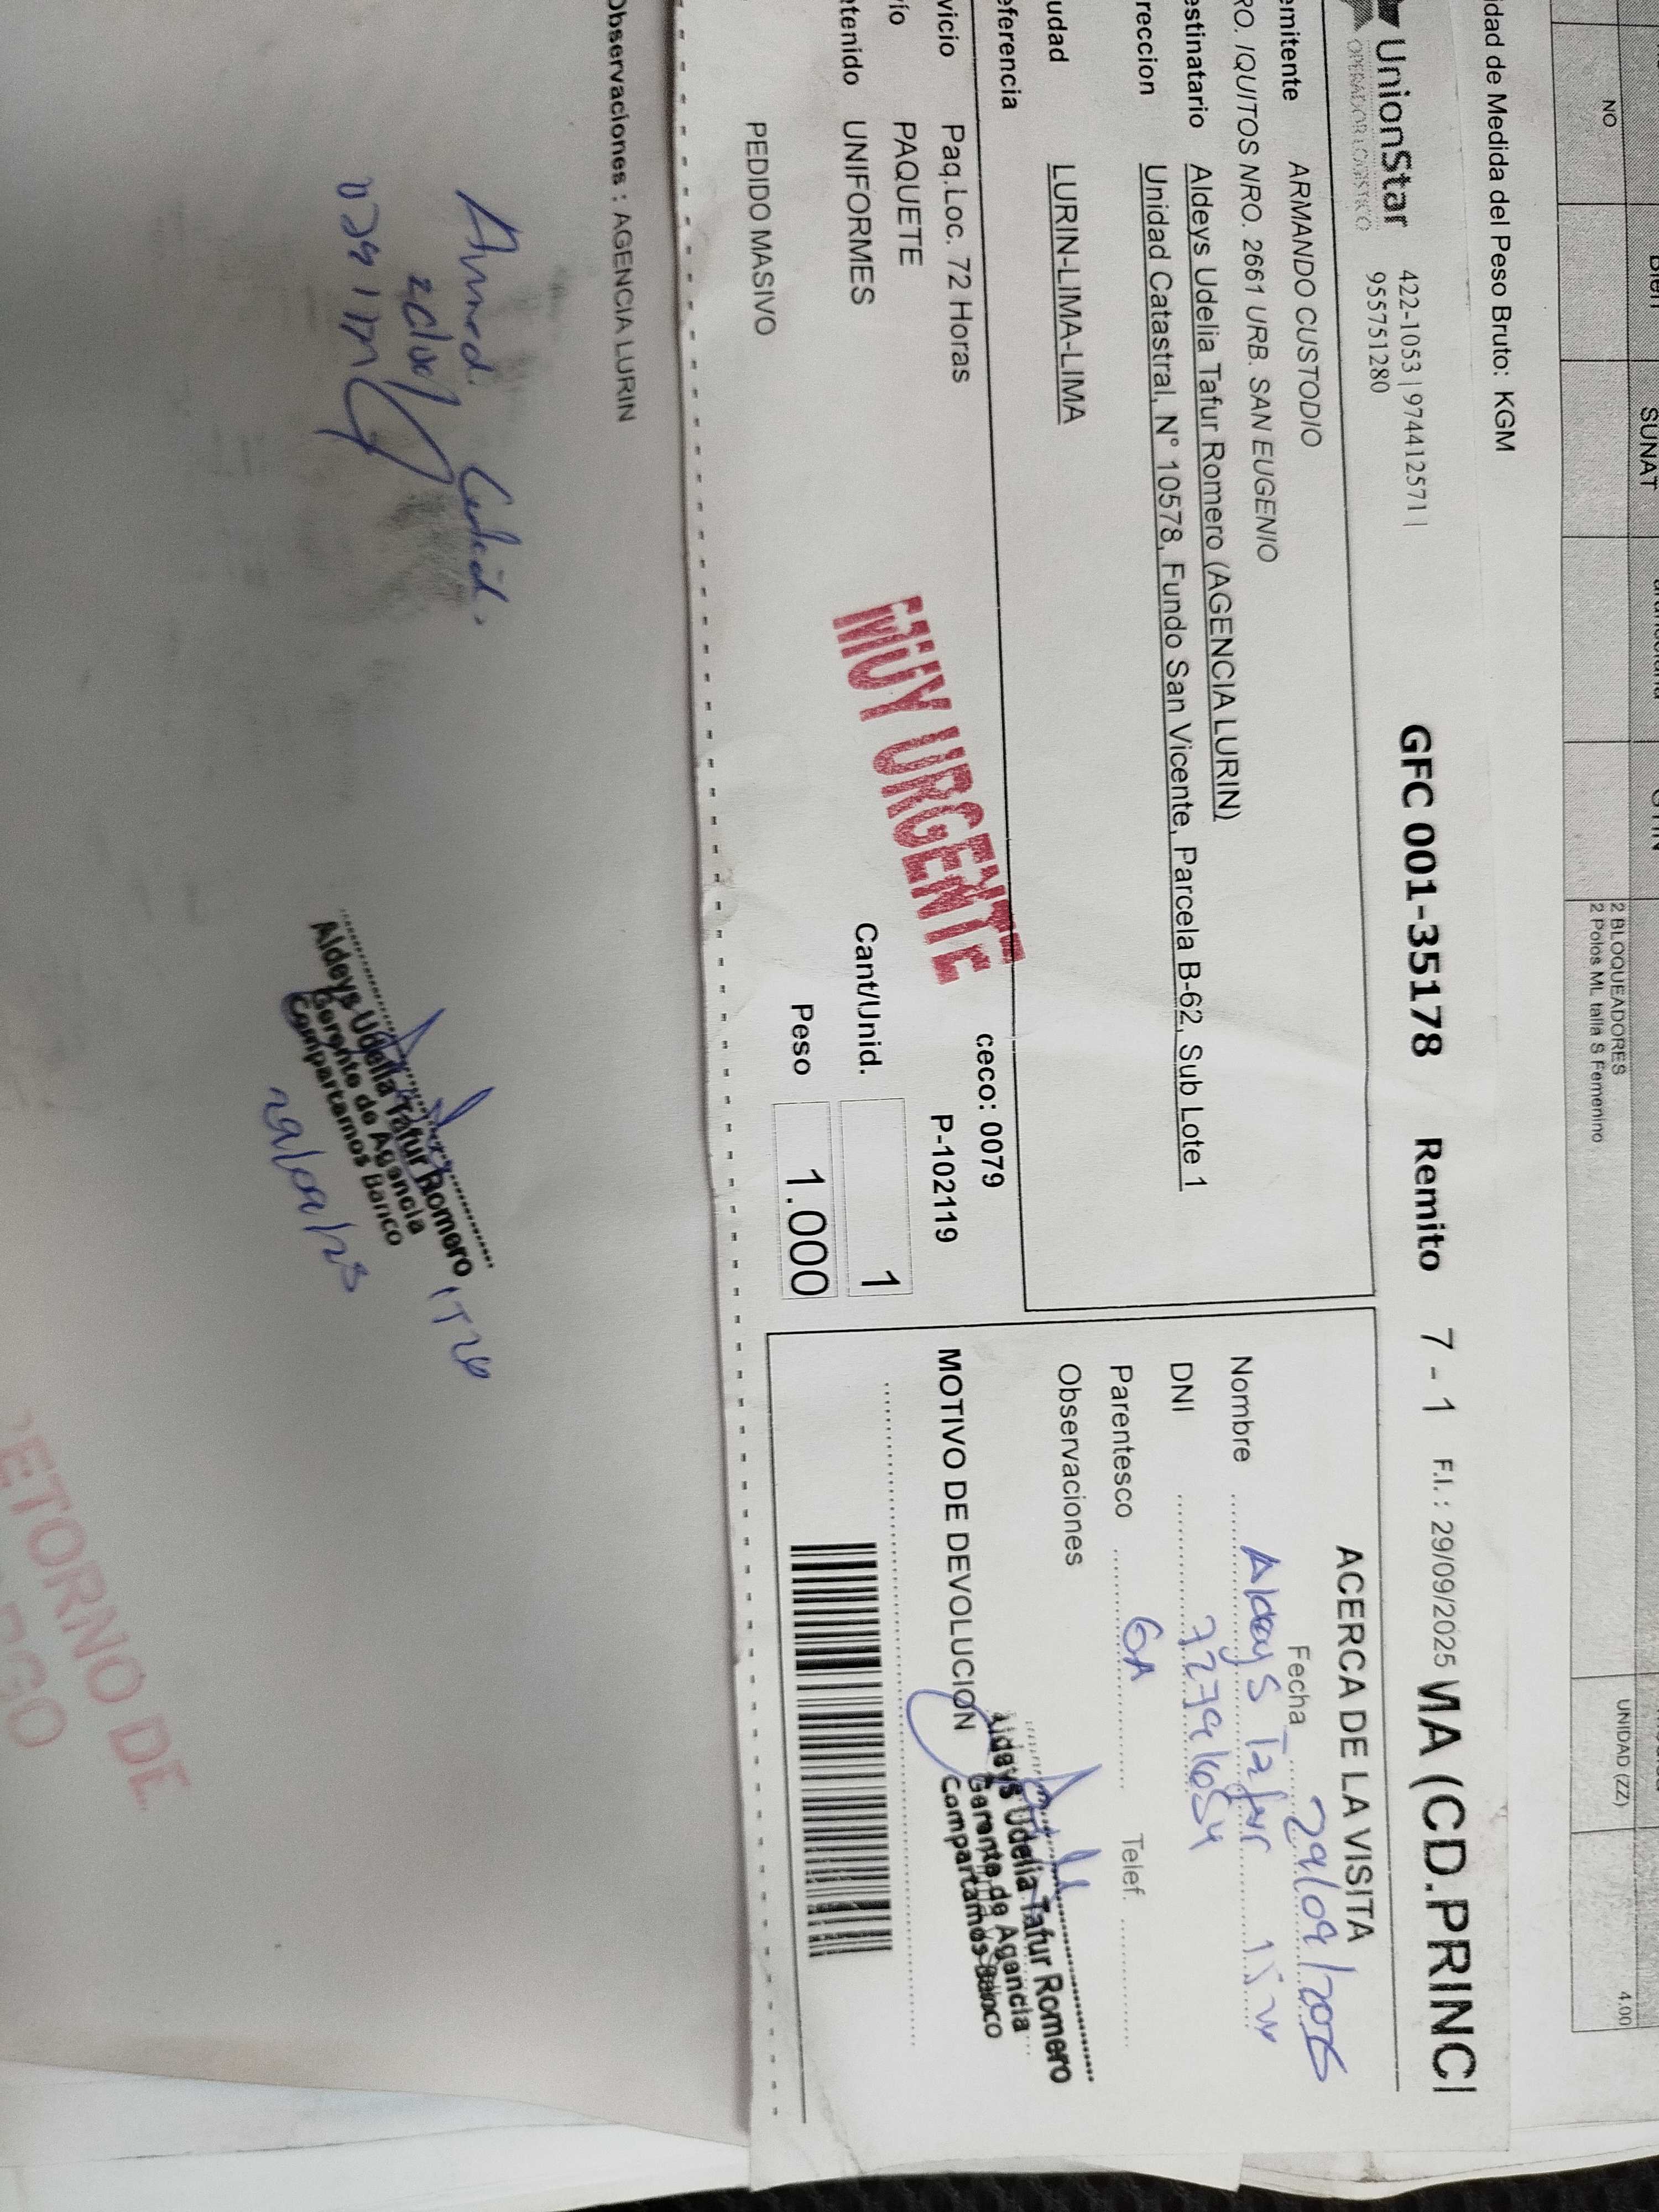 SUNAT
NO
2 BLOQUEADORES
2 Polos ML talla S Femenino
UNIDAD (ZZ)
4.00
idad de Medida del Peso Bruto: KGM
UnionStar
OPERADOR LOGISTICO
422-1053 | 974412571 |
955751280
GFC 001-35178 Remito 7 - 1 F.I. : 29/09/2025 MA (CD.PRINCI
emitente ARMANDO CUSTODIO
RO. IQUITOS NRO. 2661 URB. SAN EUGENIO
estinatario Aldeys Udelia Tafur Romero (AGENCIA LURIN)
reccion Unidad Catastral, N° 10578, Fundo San Vicente, Parcela B-62, Sub Lote 1
udad LURIN-LIMA-LIMA
eferencia
vicio Paq.Loc. 72 Horas
ío PAQUETE
tenido UNIFORMES
PEDIDO MASIVO
MUY URGENTE
ceco: 0079
P-102119
Cant/Unid. 1
Peso 1.000
ACERCA DE LA VISITA
Fecha 29/09/2025
Nombre Aldeys Tafur
DNI
Parentesco GA Telef.
Observaciones
MOTIVO DE DEVOLUCION
Aldeys Udelia Tafur Romero
Gerente de Agencia
Compartamos Banco
Observaciones : AGENCIA LURIN
Aldeys Udelia Tafur Romero
Gerente de Agencia
Compartamos Banco
RETORNO DE